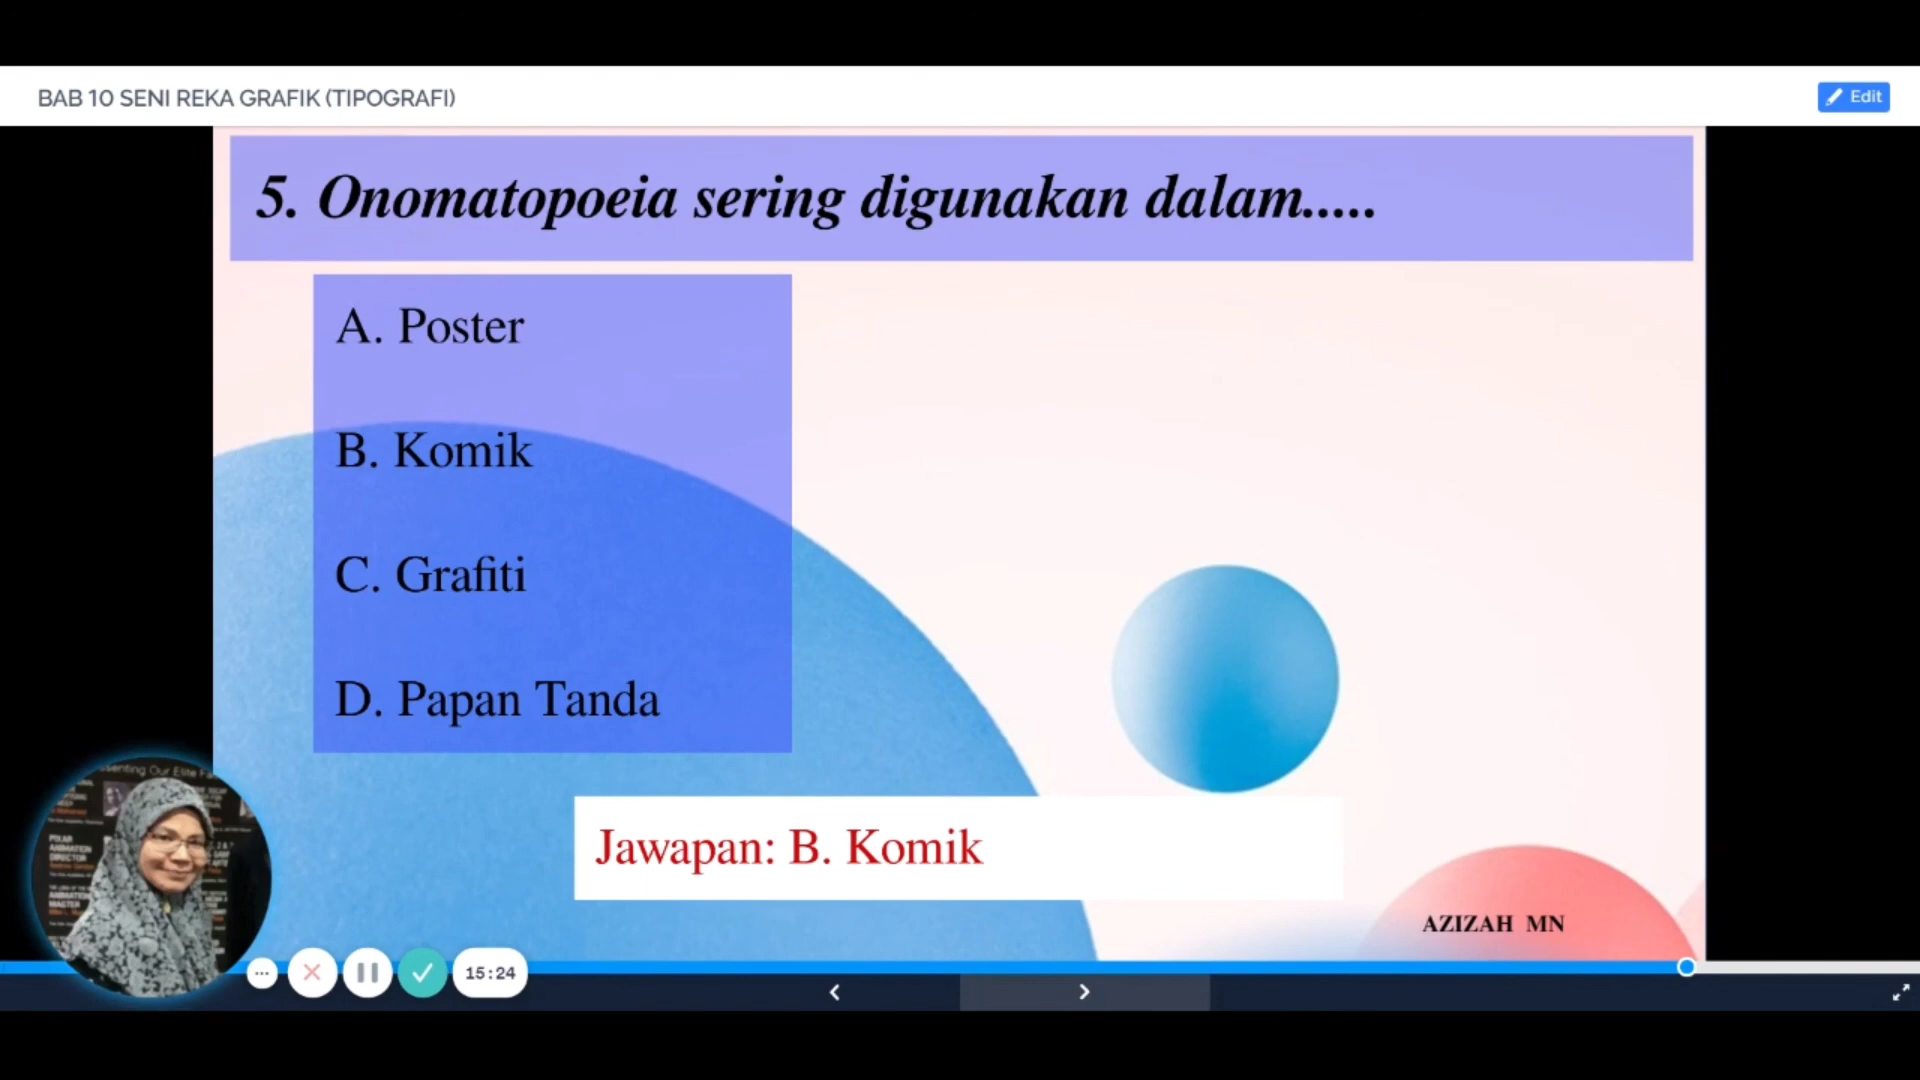 BAB 10 SENI REKA GRAFIK (TIPOGRAFI)
Edit
5. Onomatopoeia sering digunakan dalam.....
A. Poster
B. Komik
C. Grafiti
D. Papan Tanda
Jawapan: B. Komik
AZIZAH MN
15:24